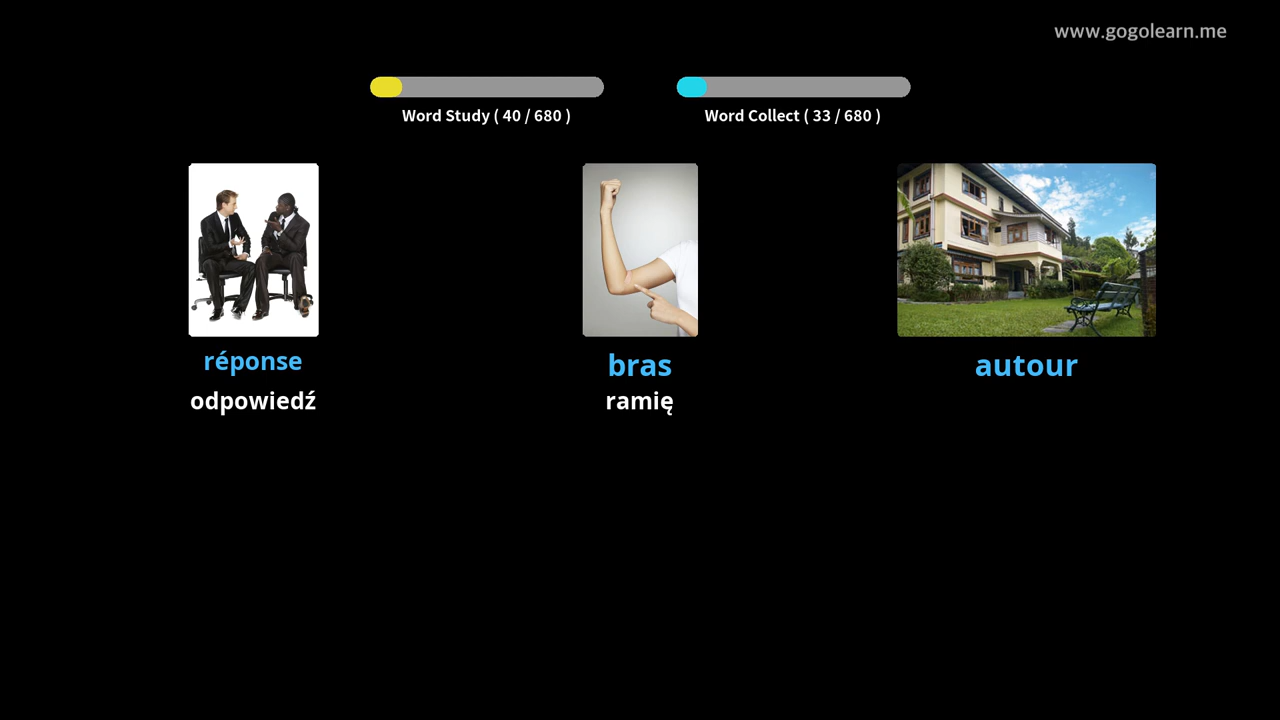 www.gogolearn.me
Word Study ( 40 / 680 )
Word Collect ( 33 / 680 )
réponse
bras
autour
odpowiedź
ramię